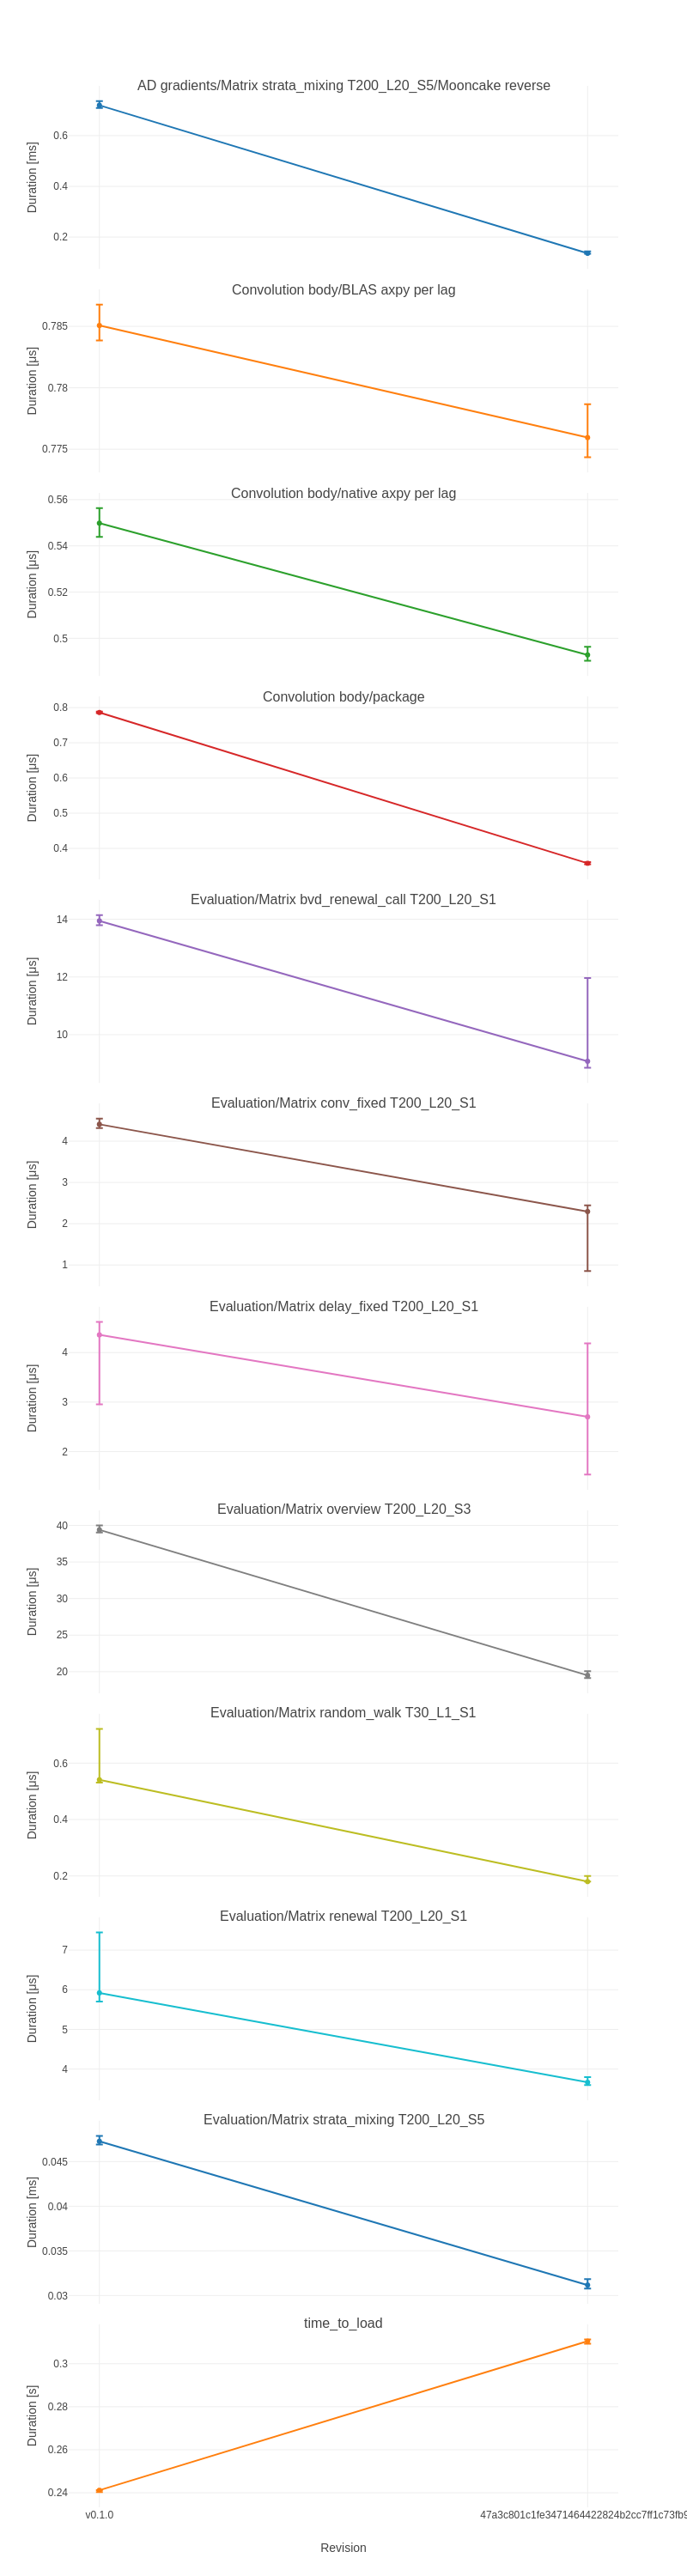 AD gradients/Matrix strata_mixing T200_L20_S5/Mooncake reverse
Duration [ms]
0.6
0.4
0.2
Convolution body/BLAS axpy per lag
Duration [μs]
0.785
0.78
0.775
Convolution body/native axpy per lag
Duration [μs]
0.56
0.54
0.52
0.5
Convolution body/package
Duration [μs]
0.8
0.7
0.6
0.5
0.4
Evaluation/Matrix bvd_renewal_call T200_L20_S1
Duration [μs]
14
12
10
Evaluation/Matrix conv_fixed T200_L20_S1
Duration [μs]
4
3
2
1
Evaluation/Matrix delay_fixed T200_L20_S1
Duration [μs]
4
3
2
Evaluation/Matrix overview T200_L20_S3
Duration [μs]
40
35
30
25
20
Evaluation/Matrix random_walk T30_L1_S1
Duration [μs]
0.6
0.4
0.2
Evaluation/Matrix renewal T200_L20_S1
Duration [μs]
7
6
5
4
Evaluation/Matrix strata_mixing T200_L20_S5
Duration [ms]
0.045
0.04
0.035
0.03
time_to_load
Duration [s]
0.3
0.28
0.26
0.24
v0.1.0
47a3c801c1fe3471464422824b2cc7ff1c73fb9
Revision